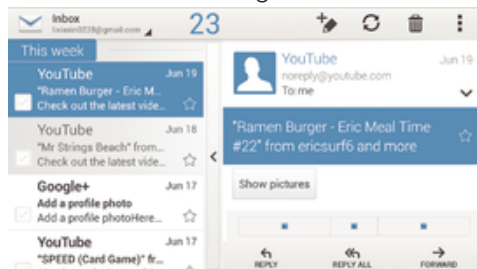 Inbox
lixiaxin0228@gmail.com
23
This week
YouTube
Jun 19
"Ramen Burger - Eric M...
Check out the latest vide...
YouTube
Jun 18
"Mr Strings Beach" from...
Check out the latest vide...
Google+
Jun 17
Add a profile photo
Add a profile photoHere...
YouTube
Jun 17
"SPEED (Card Game)" fr...
YouTube
Jun 19
noreply@youtube.com
To: me
"Ramen Burger - Eric Meal Time
#22" from ericsurf6 and more
Show pictures
REPLY
REPLY ALL
FORWARD